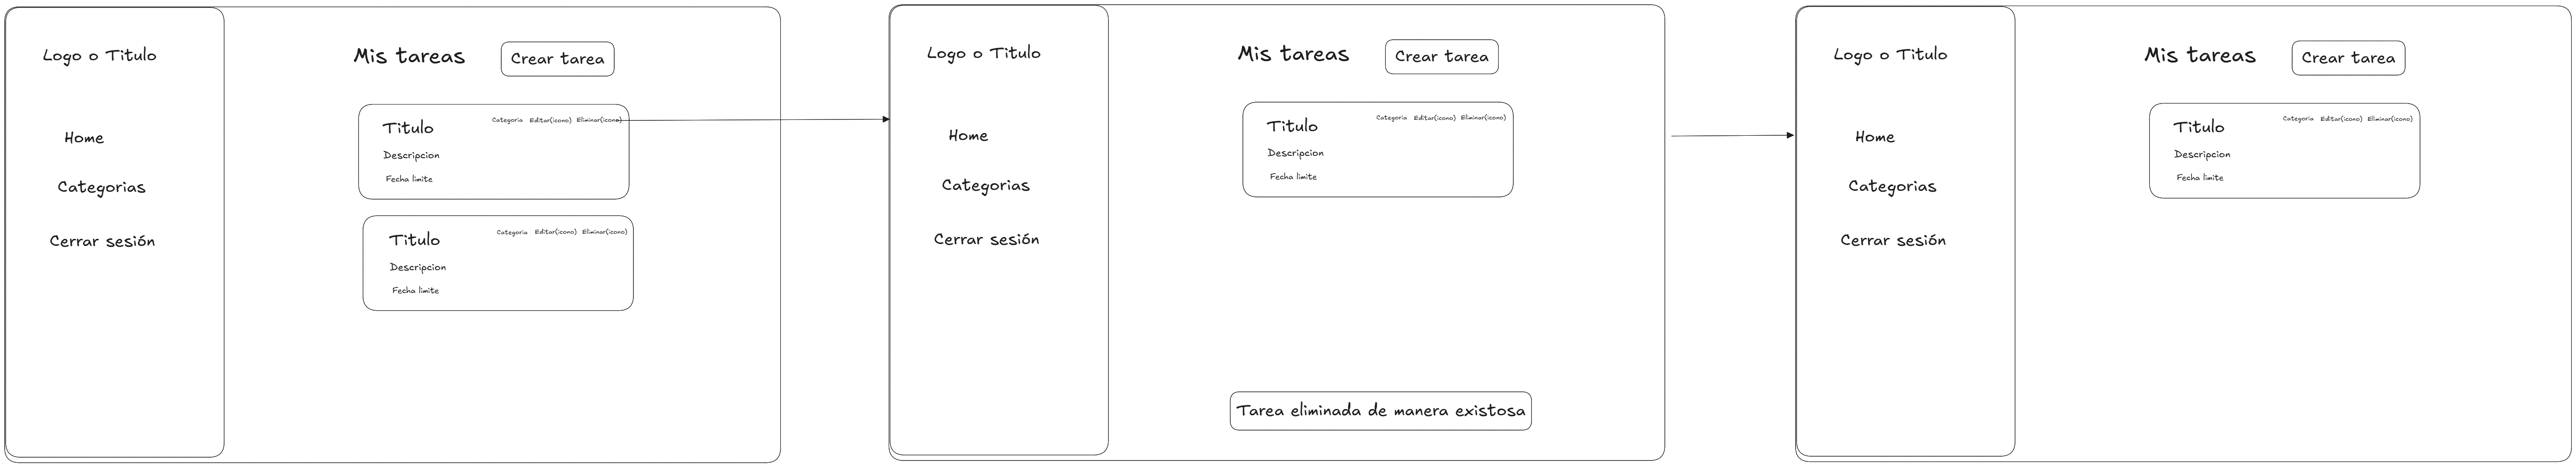 Logo o Titulo
Home
Categorias
Cerrar sesión
Mis tareas
Crear tarea
Titulo
Categoria Editar(icono) Eliminar(icono)
Descripcion
Fecha limite
Titulo
Categoria Editar(icono) Eliminar(icono)
Descripcion
Fecha limite
Logo o Titulo
Home
Categorias
Cerrar sesión
Mis tareas
Crear tarea
Titulo
Categoria Editar(icono) Eliminar(icono)
Descripcion
Fecha limite
Tarea eliminada de manera existosa
Logo o Titulo
Home
Categorias
Cerrar sesión
Mis tareas
Crear tarea
Titulo
Categoria Editar(icono) Eliminar(icono)
Descripcion
Fecha limite